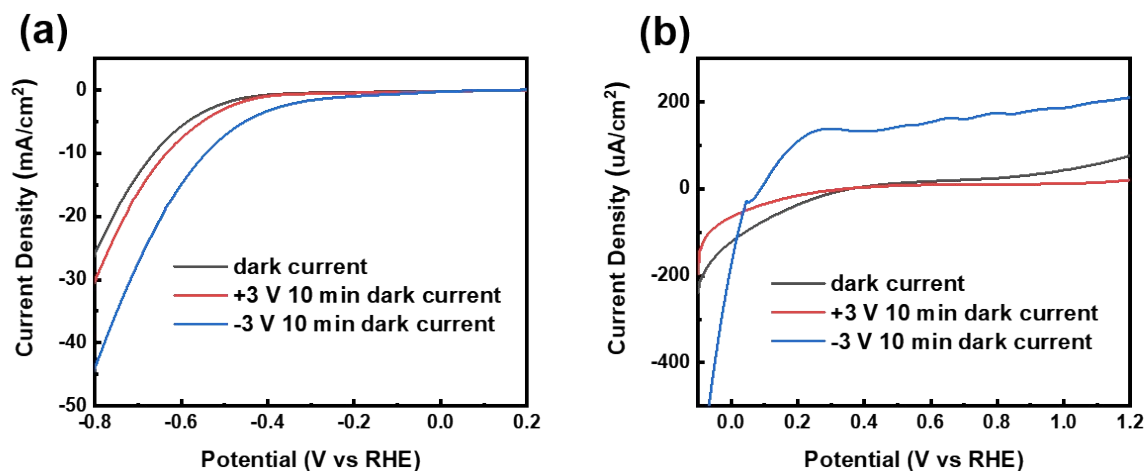 (a)
Current Density (mA/cm²)
0
-10
-20
-30
-40
-50
dark current
+3 V 10 min dark current
-3 V 10 min dark current
-0.8 -0.6 -0.4 -0.2 0.0 0.2
Potential (V vs RHE)
(b)
Current Density (uA/cm²)
200
0
-200
-400
dark current
+3 V 10 min dark current
-3 V 10 min dark current
0.0 0.2 0.4 0.6 0.8 1.0 1.2
Potential (V vs RHE)